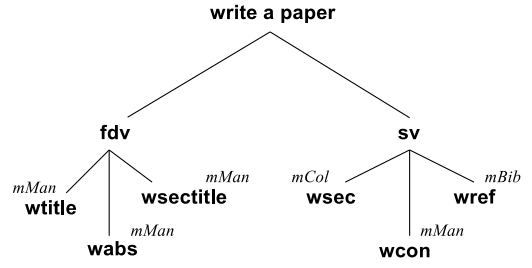 write a paper
fdv
sv
mMan
mMan
mCol
mBib
wtitle
wsectitle
wsec
wref
mMan
mMan
wabs
wcon